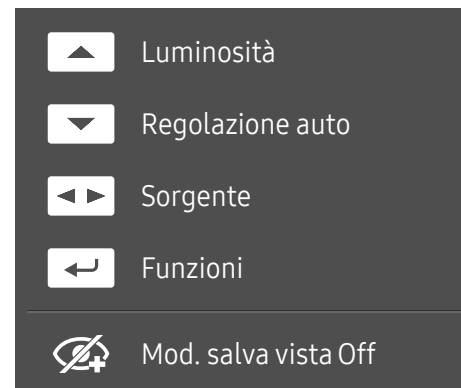 Luminosità
Regolazione auto
Sorgente
Funzioni
Mod. salva vista Off